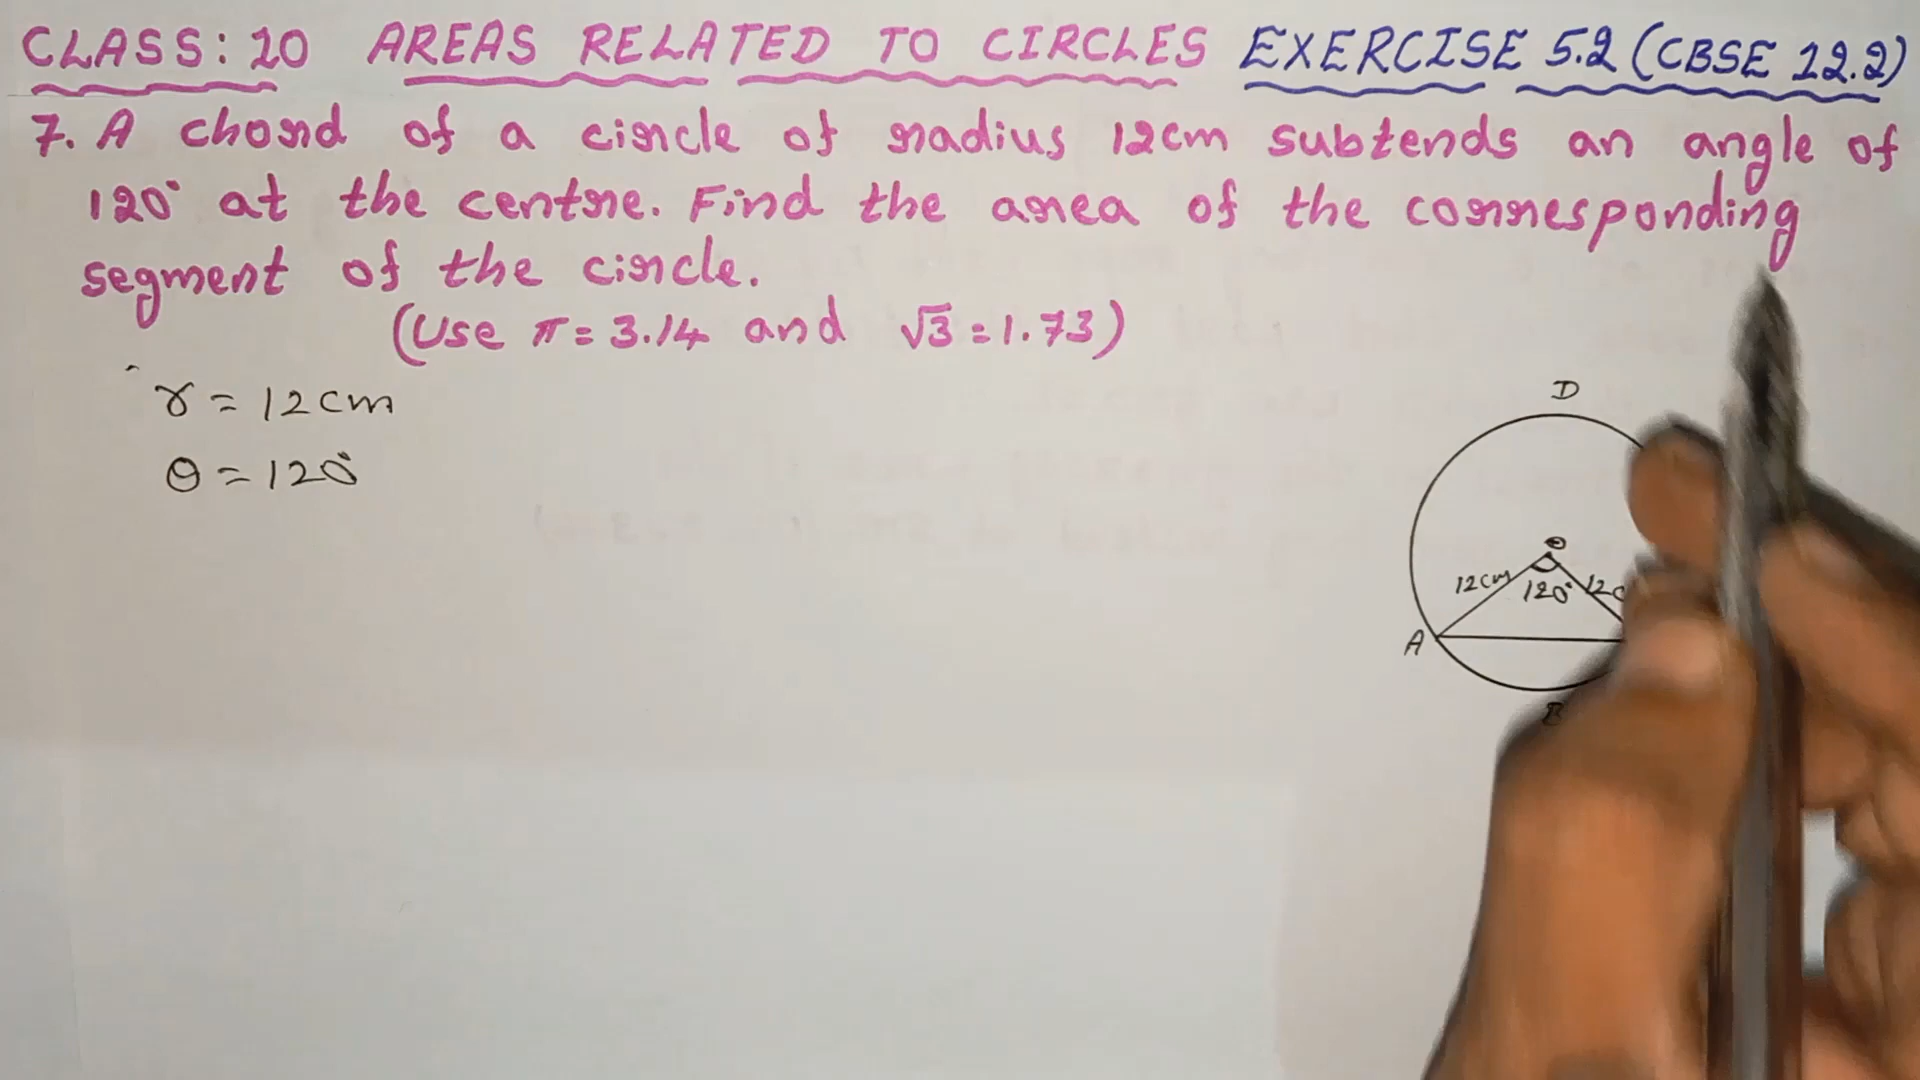 CLASS: 10 AREAS RELATED TO CIRCLES EXERCISE 5.2 (CBSE 12.2)
7. A chord of a circle of radius 12cm subtends an angle of
120° at the centre. Find the area of the corresponding
segment of the circle.
(Use π = 3.14 and √3 = 1.73)
r = 12cm
θ = 120°
D
O
12cm 120°
A